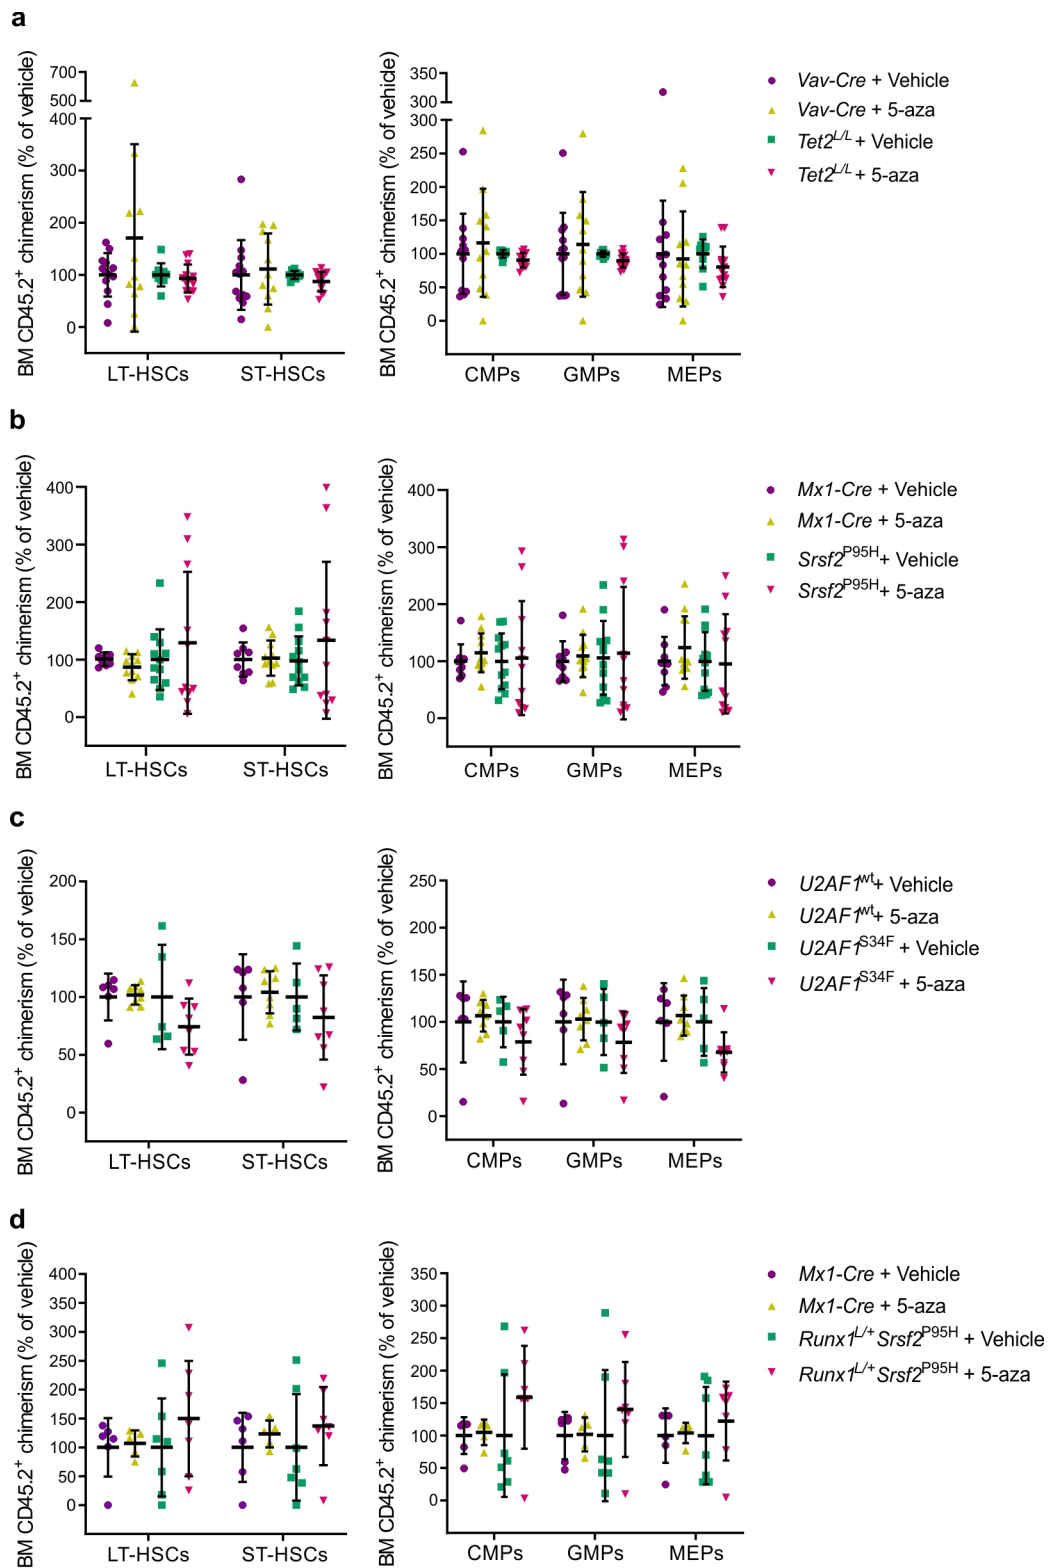 a
BM CD45.2⁺ chimerism (% of vehicle)
700
500
400
300
200
100
0
LT-HSCs
ST-HSCs
BM CD45.2⁺ chimerism (% of vehicle)
350
300
300
250
200
150
100
50
0
CMPs
GMPs
MEPs
Vav-Cre + Vehicle
Vav-Cre + 5-aza
Tet2ᴸ/ᴸ + Vehicle
Tet2ᴸ/ᴸ + 5-aza
b
BM CD45.2⁺ chimerism (% of vehicle)
400
300
200
100
0
LT-HSCs
ST-HSCs
BM CD45.2⁺ chimerism (% of vehicle)
400
300
200
100
0
CMPs
GMPs
MEPs
Mx1-Cre + Vehicle
Mx1-Cre + 5-aza
Srsf2ᴾ⁹⁵ᴴ + Vehicle
Srsf2ᴾ⁹⁵ᴴ + 5-aza
c
BM CD45.2⁺ chimerism (% of vehicle)
200
150
100
50
0
LT-HSCs
ST-HSCs
BM CD45.2⁺ chimerism (% of vehicle)
250
200
150
100
50
0
CMPs
GMPs
MEPs
U2AF1ʷᵗ + Vehicle
U2AF1ʷᵗ + 5-aza
U2AF1S34F + Vehicle
U2AF1S34F + 5-aza
d
BM CD45.2⁺ chimerism (% of vehicle)
400
350
300
250
200
150
100
50
0
LT-HSCs
ST-HSCs
BM CD45.2⁺ chimerism (% of vehicle)
350
300
250
200
150
100
50
0
CMPs
GMPs
MEPs
Mx1-Cre + Vehicle
Mx1-Cre + 5-aza
Runx1ᴸ/⁺ Srsf2ᴾ⁹⁵ᴴ + Vehicle
Runx1ᴸ/⁺ Srsf2ᴾ⁹⁵ᴴ + 5-aza